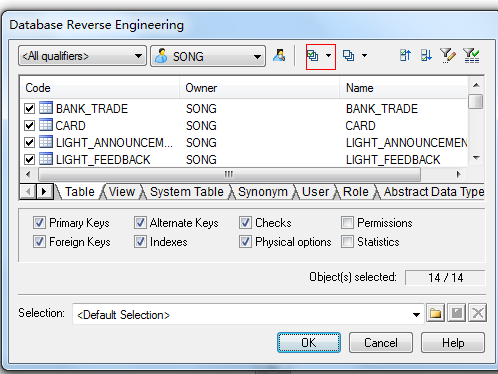 Database Reverse Engineering
<All qualifiers> SONG
Code Owner Name
BANK_TRADE SONG BANK_TRADE
CARD SONG CARD
LIGHT_ANNOUNCEM... SONG LIGHT_ANNOUNCEMEN
LIGHT_FEEDBACK SONG LIGHT_FEEDBACK
Table View System Table Synonym User Role Abstract Data Type
Primary Keys Alternate Keys Checks Permissions
Foreign Keys Indexes Physical options Statistics
Object(s) selected: 14 / 14
Selection: <Default Selection>
OK Cancel Help